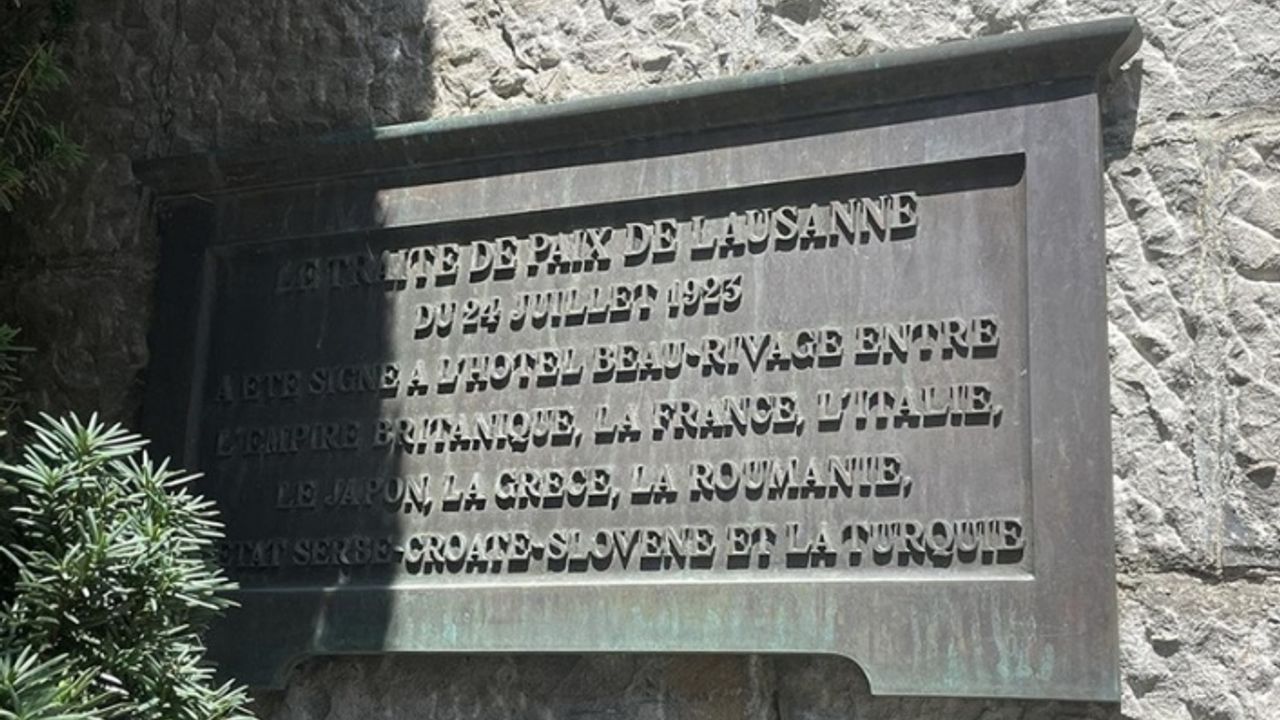 LE TRAITE DE PAIX DE LAUSANNE
DU 24 JUILLET 1923
A ETE SIGNE A L'HOTEL BEAU-RIVAGE ENTRE
L'EMPIRE BRITANIQUE, LA FRANCE, L'ITALIE,
LE JAPON, LA GRECE, LA ROUMANIE,
ETAT SERBE-CROATE-SLOVENE ET LA TURQUIE